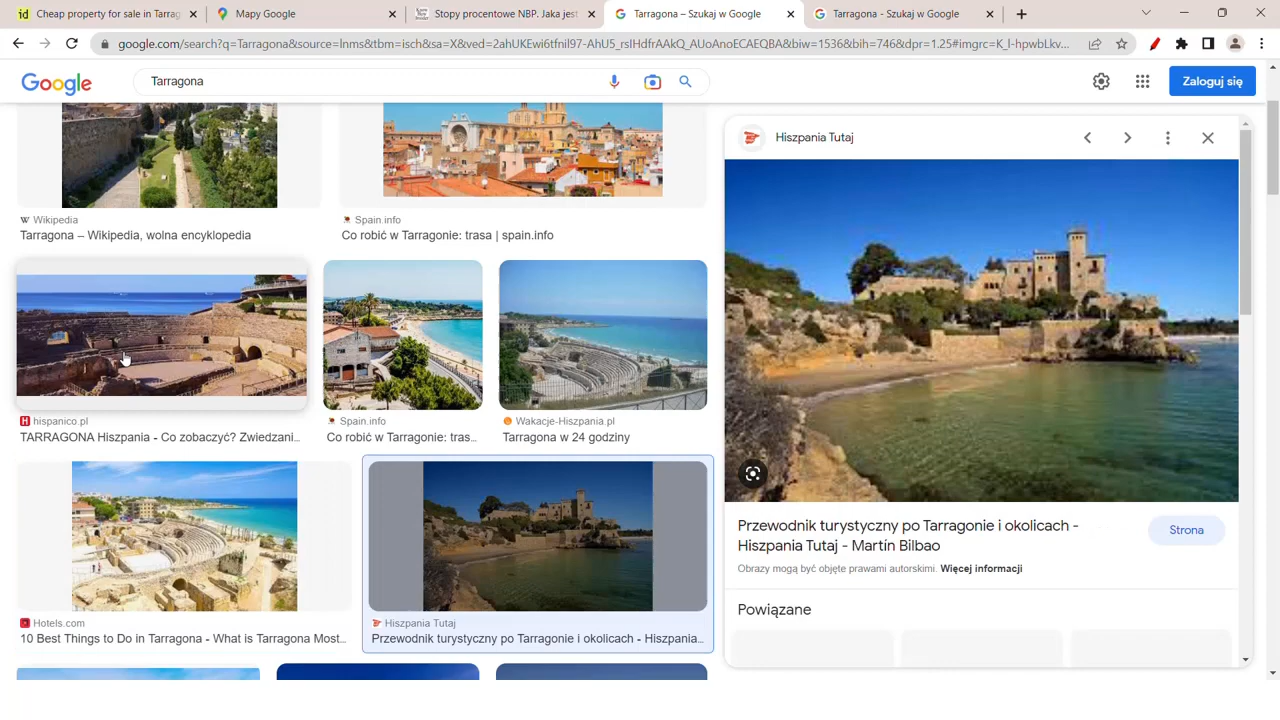 Cheap property for sale in Tarrag
Mapy Google
Stopy procentowe NBP. Jaka jest
Tarragona – Szukaj w Google
Tarragona - Szukaj w Google
google.com/search?q=Tarragona&source=lnms&tbm=isch&sa=X&ved=2ahUKEwi6tfnil97-AhU5_rsIHdfrAAkQ_AUoAnoECAEQBA&biw=1536&bih=746&dpr=1.25#imgrc=K_l-hpwbLkv...
Google
Tarragona
Zaloguj się
Hiszpania Tutaj
Wikipedia
Tarragona – Wikipedia, wolna encyklopedia
Spain.info
Co robić w Tarragonie: trasa | spain.info
hispanico.pl
TARRAGONA Hiszpania - Co zobaczyć? Zwiedzani...
Spain.info
Co robić w Tarragonie: tras...
Wakacje-Hiszpania.pl
Tarragona w 24 godziny
Hotels.com
10 Best Things to Do in Tarragona - What is Tarragona Most...
Hiszpania Tutaj
Przewodnik turystyczny po Tarragonie i okolicach - Hiszpania...
Przewodnik turystyczny po Tarragonie i okolicach -
Hiszpania Tutaj - Martín Bilbao
Strona
Obrazy mogą być objęte prawami autorskimi. Więcej informacji
Powiązane